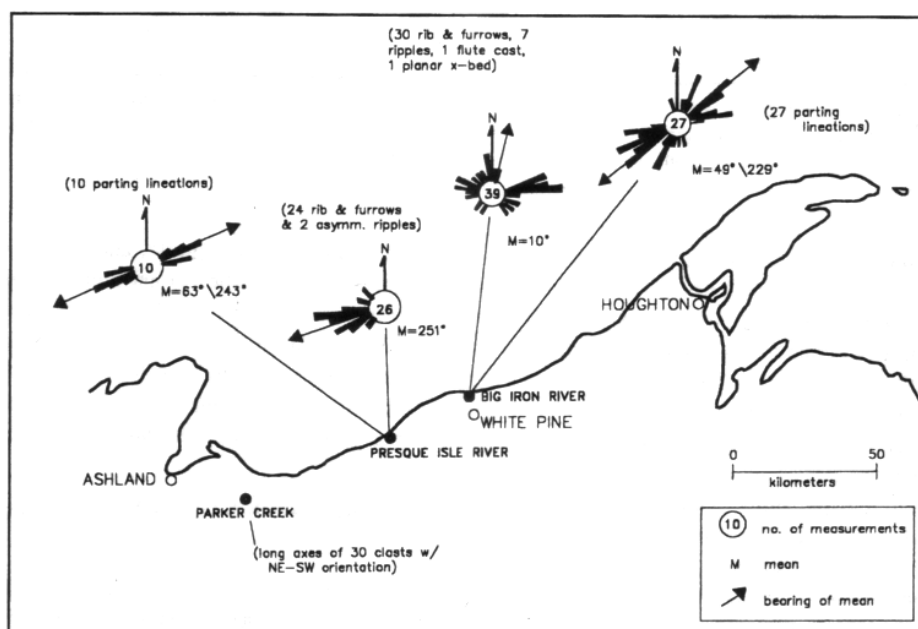 (30 rib & furrows, 7
ripples, 1 flute cast,
1 planar x-bed)
N
27
(27 parting
lineations)
M=49°\229°
N
39
M=10°
(10 parting lineations)
N
10
M=63°\243°
(24 rib & furrows
& 2 asymm. ripples)
N
26
M=251°
HOUGHTON
BIG IRON RIVER
WHITE PINE
PRESQUE ISLE RIVER
ASHLAND
PARKER CREEK
(long axes of 30 clasts w/
NE-SW orientation)
0 50
kilometers
10 no. of measurements
M mean
bearing of mean